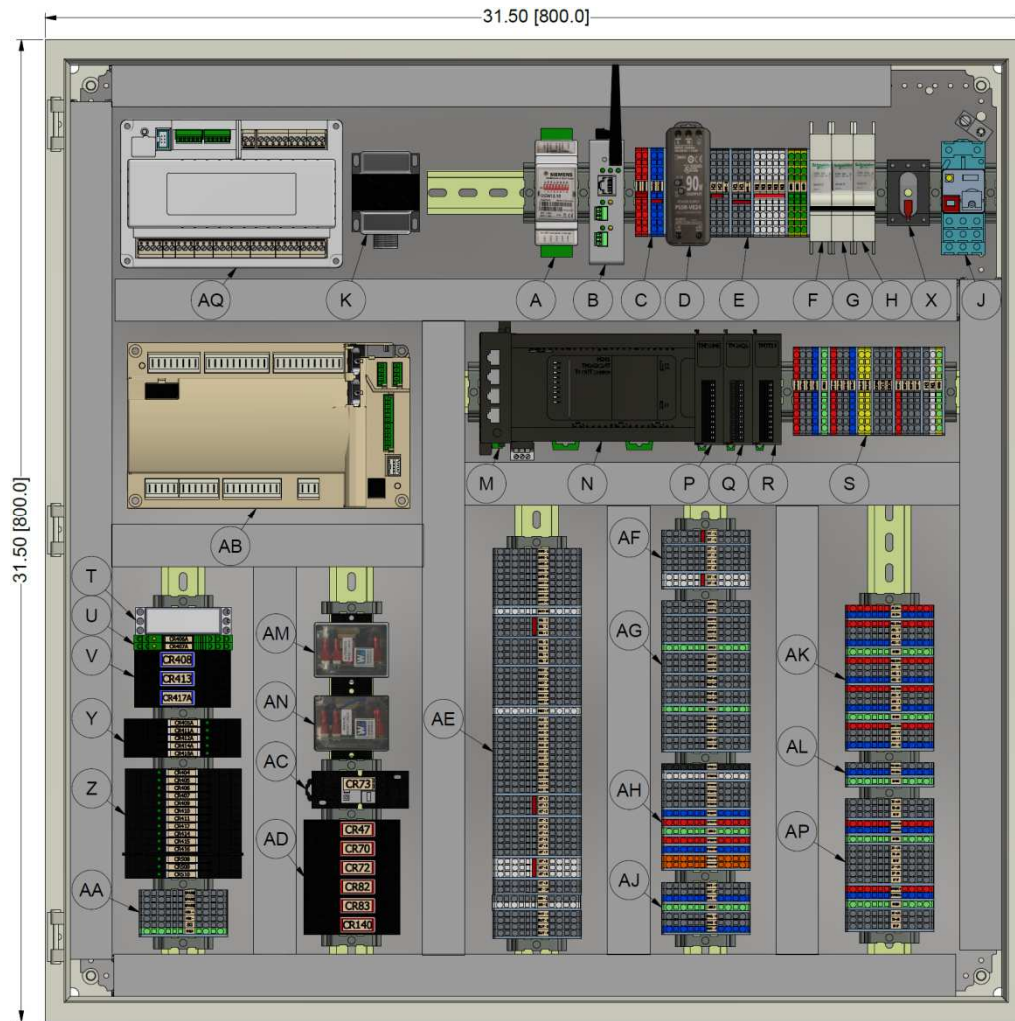 31.50 [800.0]
31.50 [800.0]
SIEMENS
90W
AQ
K
A
B
C
D
E
F
G
H
X
J
M
N
P
Q
R
S
AB
T
U
V
CR408
CR413
CR417A
Y
Z
AA
AM
AN
AC
CR73
AD
CR47
CR70
CR72
CR82
CR83
CR140
AE
AF
AG
AH
AJ
AK
AL
AP